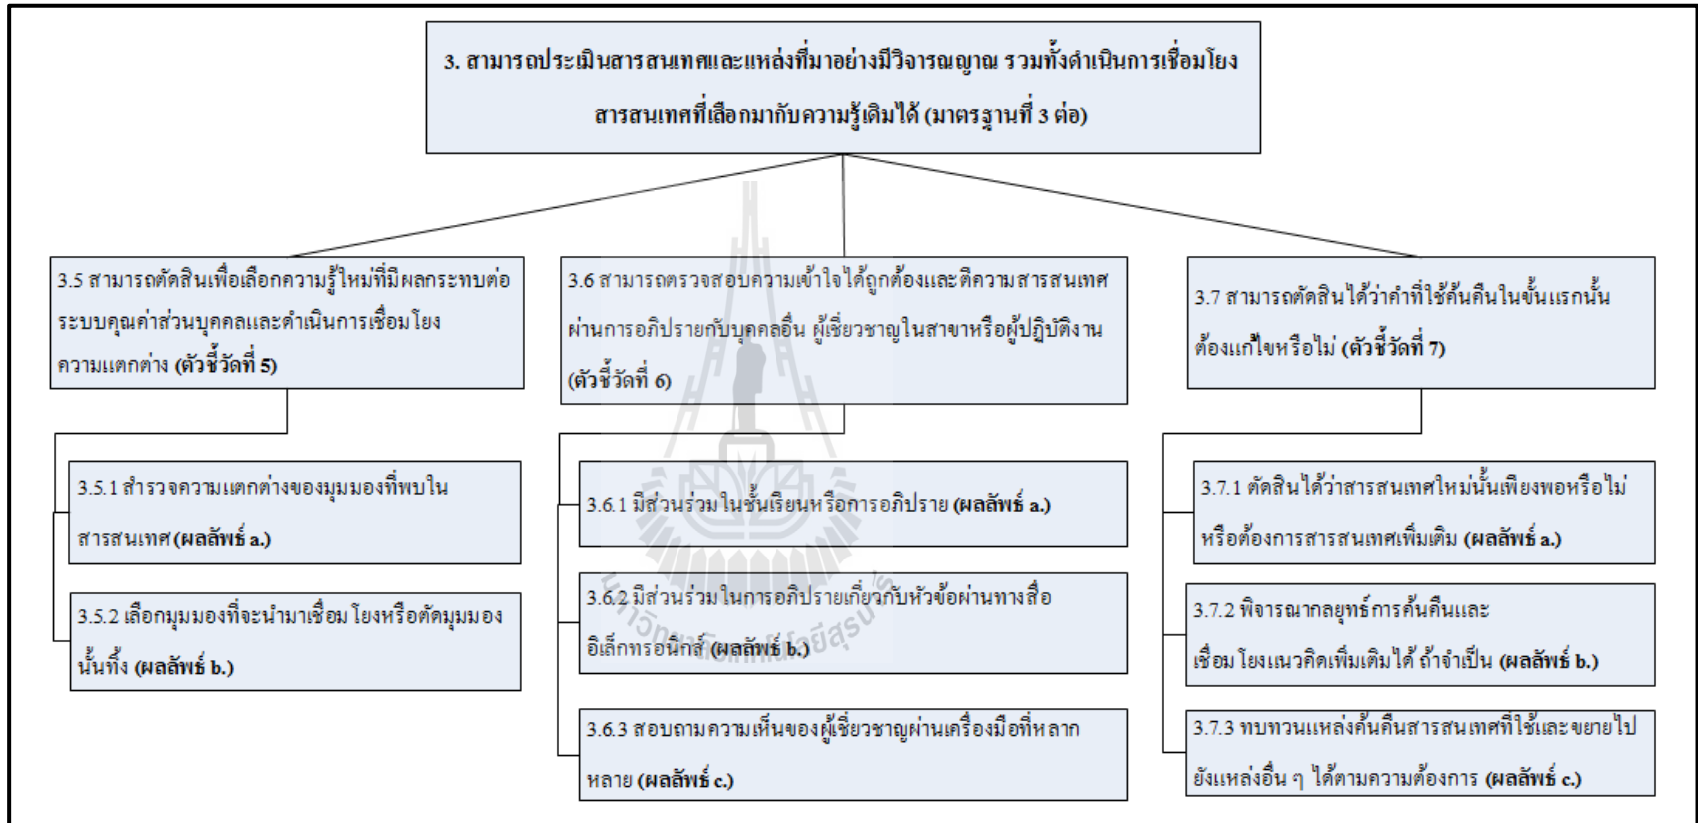 3. สามารถประเมินสารสนเทศและแหล่งที่มาอย่างมีวิจารณญาณ รวมทั้งดำเนินการเชื่อมโยง
สารสนเทศที่เลือกมากับความรู้เดิมได้ (มาตรฐานที่ 3 ต่อ)
3.5 สามารถตัดสินเพื่อเลือกความรู้ใหม่ที่มีผลกระทบต่อ
ระบบคุณค่าส่วนบุคคลและดำเนินการเชื่อมโยง
ความแตกต่าง (ตัวชี้วัดที่ 5)
3.5.1 สำรวจความแตกต่างของมุมมองที่พบใน
สารสนเทศ (ผลลัพธ์ a.)
3.5.2 เลือกมุมมองที่จะนำมาเชื่อมโยงหรือตัดมุมมอง
นั้นทิ้ง (ผลลัพธ์ b.)
3.6 สามารถตรวจสอบความเข้าใจได้ถูกต้องและตีความสารสนเทศ
ผ่านการอภิปรายกับบุคคลอื่น ผู้เชี่ยวชาญในสาขาหรือผู้ปฏิบัติงาน
(ตัวชี้วัดที่ 6)
3.6.1 มีส่วนร่วมในชั้นเรียนหรือการอภิปราย (ผลลัพธ์ a.)
3.6.2 มีส่วนร่วมในการอภิปรายเกี่ยวกับหัวข้อผ่านทางสื่อ
อิเล็กทรอนิกส์ (ผลลัพธ์ b.)
3.6.3 สอบถามความเห็นของผู้เชี่ยวชาญผ่านเครื่องมือที่หลาก
หลาย (ผลลัพธ์ c.)
3.7 สามารถตัดสินได้ว่าคำที่ใช้ค้นคืนในขั้นแรกนั้น
ต้องแก้ไขหรือไม่ (ตัวชี้วัดที่ 7)
3.7.1 ตัดสินได้ว่าสารสนเทศใหม่นั้นเพียงพอหรือไม่
หรือต้องการสารสนเทศเพิ่มเติม (ผลลัพธ์ a.)
3.7.2 พิจารณากลยุทธ์การค้นคืนและ
เชื่อมโยงแนวคิดเพิ่มเติมได้ ถ้าจำเป็น (ผลลัพธ์ b.)
3.7.3 ทบทวนแหล่งค้นคืนสารสนเทศที่ใช้และขยายไป
ยังแหล่งอื่น ๆ ได้ตามความต้องการ (ผลลัพธ์ c.)
มหาวิทยาลัยเทคโนโลยีสุรนารี